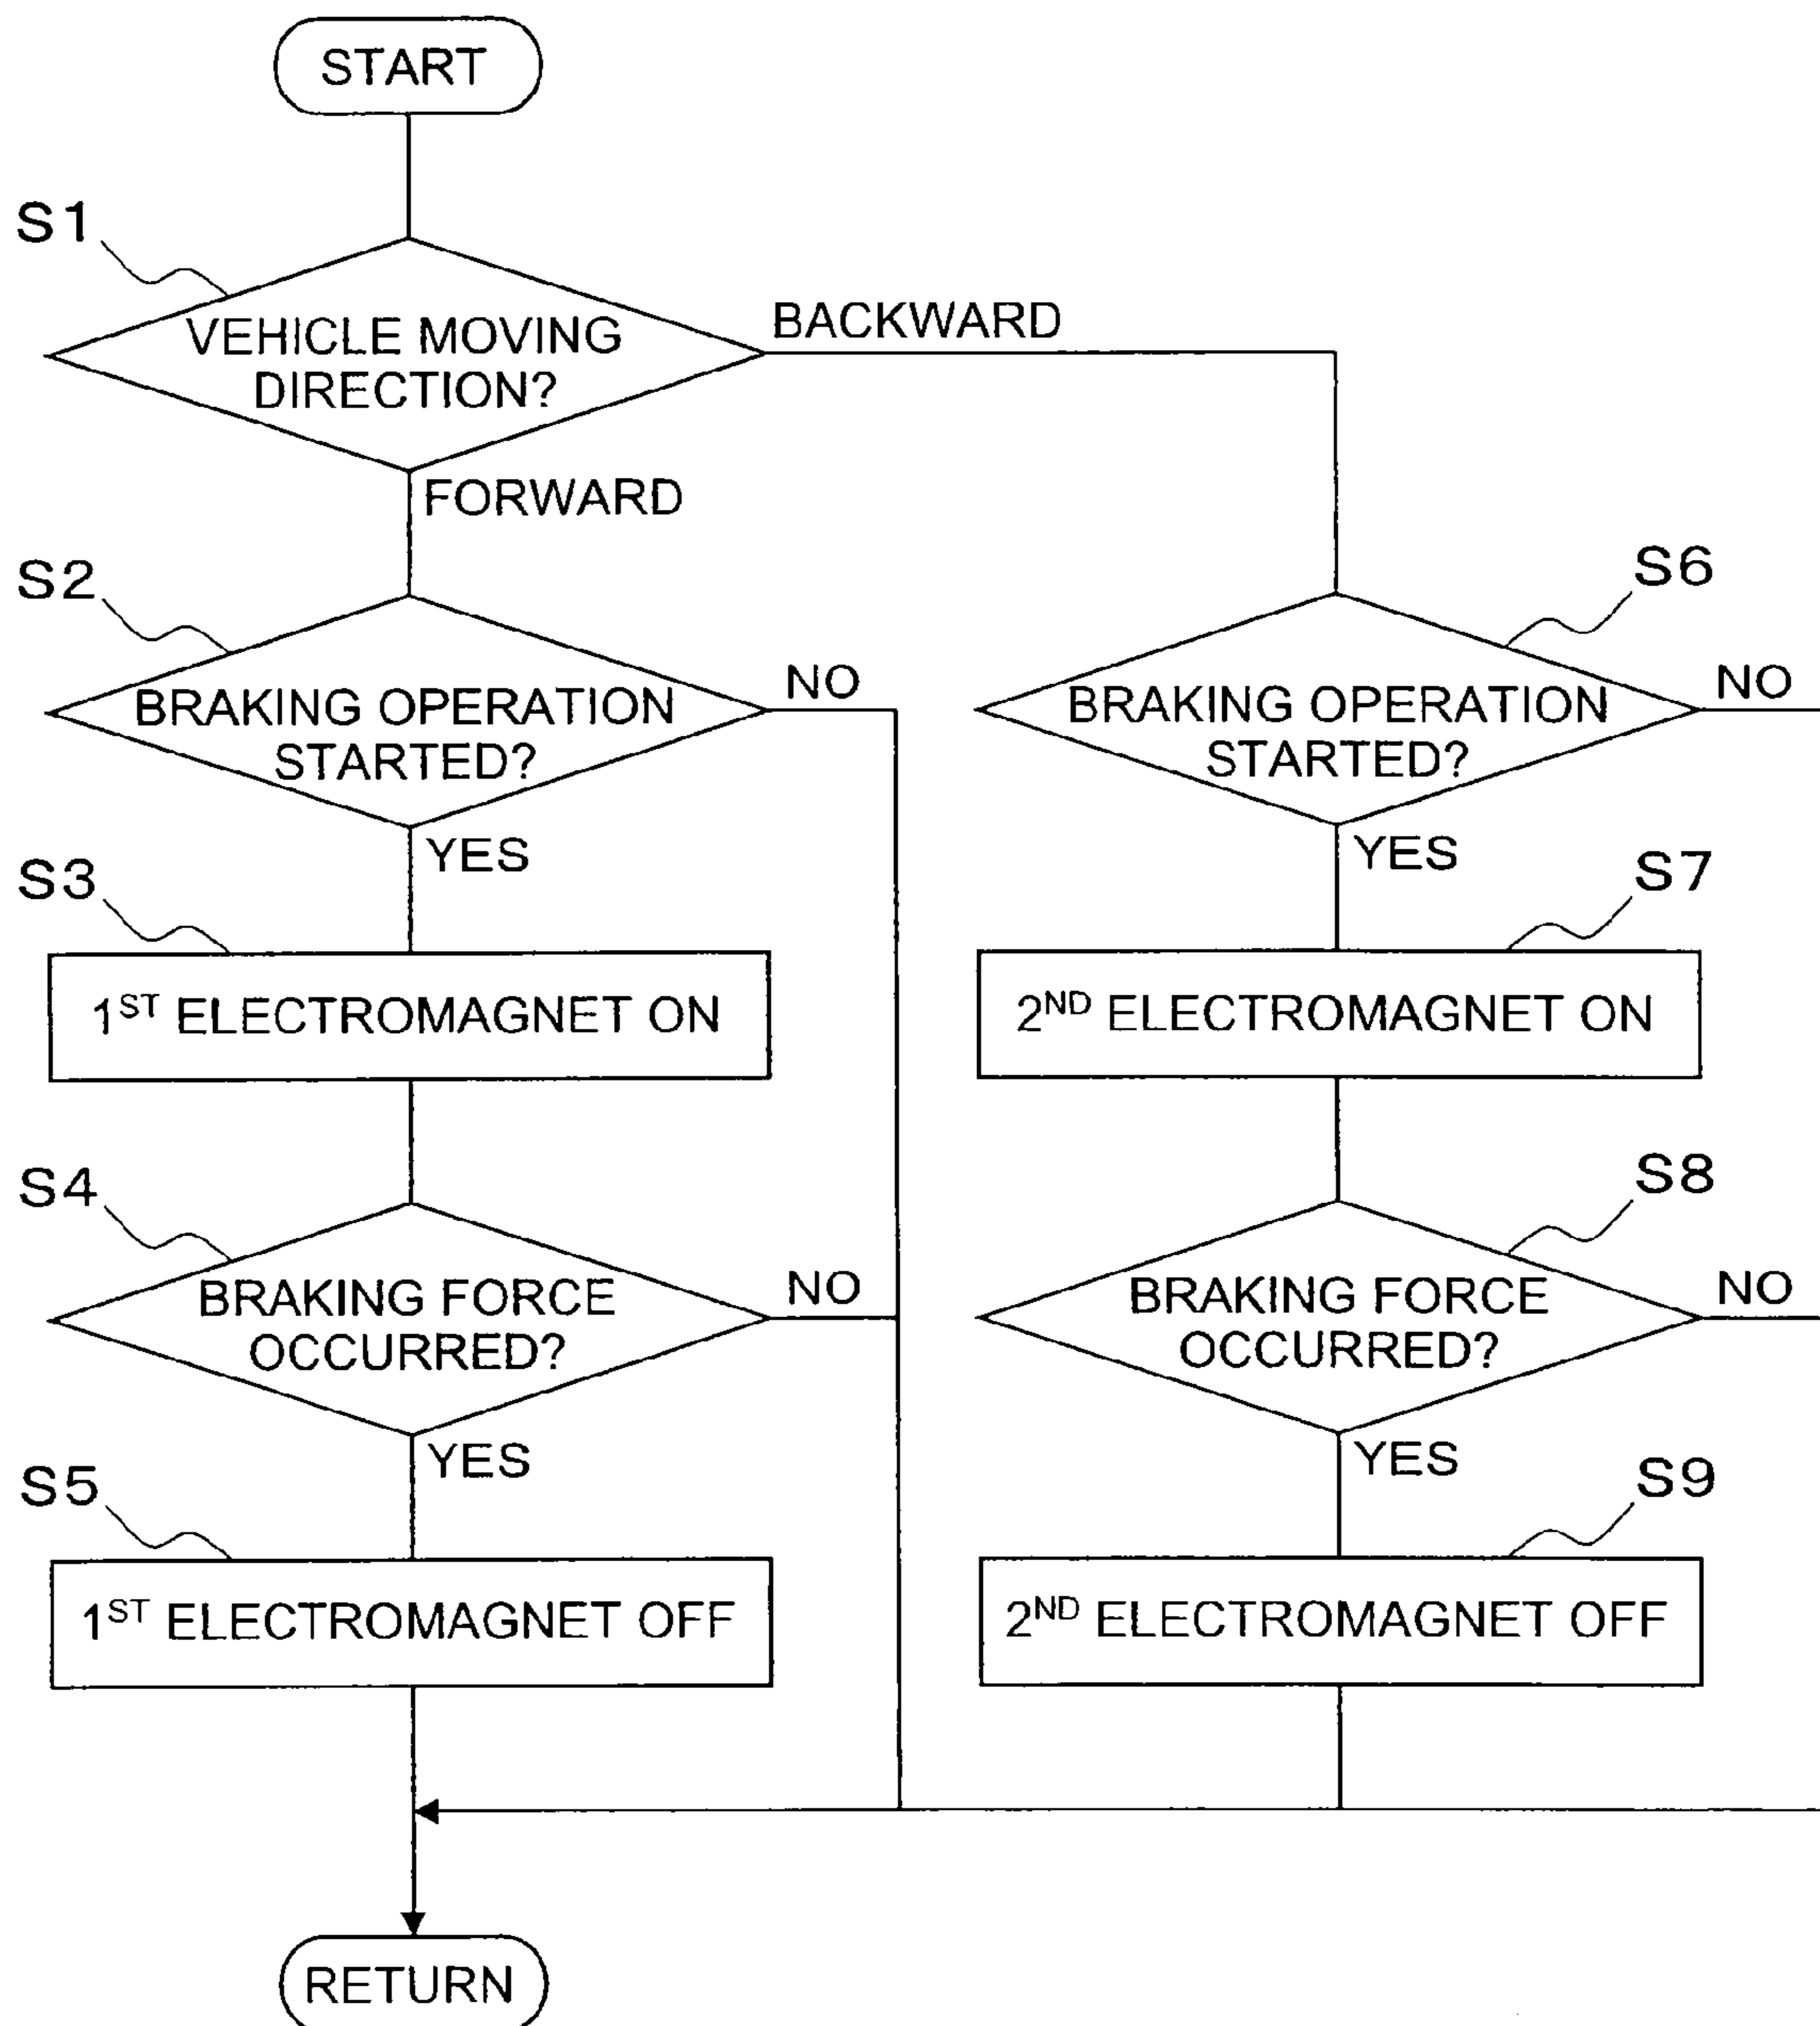 START
S1
VEHICLE MOVING
DIRECTION?
BACKWARD
FORWARD
S2
BRAKING OPERATION
STARTED?
NO
YES
S3
1ST ELECTROMAGNET ON
S4
BRAKING FORCE
OCCURRED?
NO
YES
S5
1ST ELECTROMAGNET OFF
S6
BRAKING OPERATION
STARTED?
NO
YES
S7
2ND ELECTROMAGNET ON
S8
BRAKING FORCE
OCCURRED?
NO
YES
S9
2ND ELECTROMAGNET OFF
RETURN